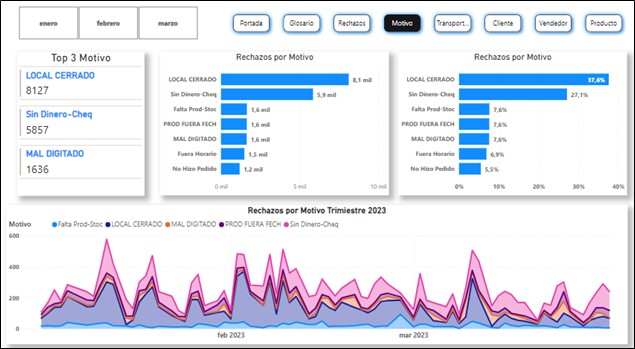 enero febrero marzo Portada Glosario Rechazos Motivo Transport... Cliente Vendedor Producto
Top 3 Motivo
LOCAL CERRADO
8127
Sin Dinero-Cheq
5857
MAL DIGITADO
1636
Rechazos por Motivo
LOCAL CERRADO 8,1 mil
Sin Dinero-Cheq 5,9 mil
Falta Prod-Stoc 1,6 mil
PROD FUERA FECH 1,6 mil
MAL DIGITADO 1,6 mil
Fuera Horario 1,5 mil
No Hizo Pedido 1,2 mil
0 mil 5 mil 10 mil
Rechazos por Motivo
LOCAL CERRADO 37,6%
Sin Dinero-Cheq 27,1%
Falta Prod-Stoc 7,6%
PROD FUERA FECH 7,6%
MAL DIGITADO 7,6%
Fuera Horario 6,9%
No Hizo Pedido 5,5%
0% 10% 20% 30% 40%
Rechazos por Motivo Trimiestre 2023
Motivo Falta Prod-Stoc LOCAL CERRADO MAL DIGITADO PROD FUERA FECH Sin Dinero-Cheq
600
400
200
0
feb 2023 mar 2023